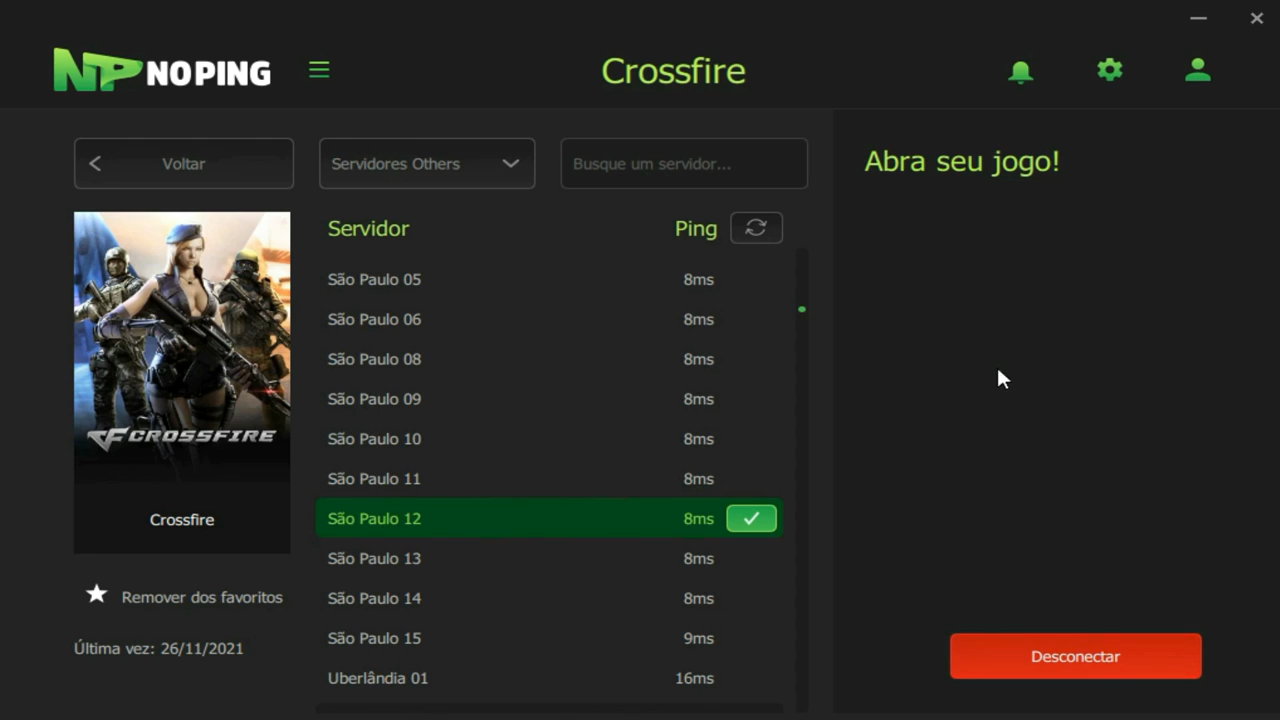 NP NOPING
Crossfire
Voltar
Servidores Others
Busque um servidor...
Abra seu jogo!
Servidor Ping
São Paulo 05 8ms
São Paulo 06 8ms
São Paulo 08 8ms
São Paulo 09 8ms
São Paulo 10 8ms
São Paulo 11 8ms
São Paulo 12 8ms
São Paulo 13 8ms
São Paulo 14 8ms
São Paulo 15 9ms
Uberlândia 01 16ms
CF CROSSFIRE
Crossfire
Remover dos favoritos
Última vez: 26/11/2021
Desconectar